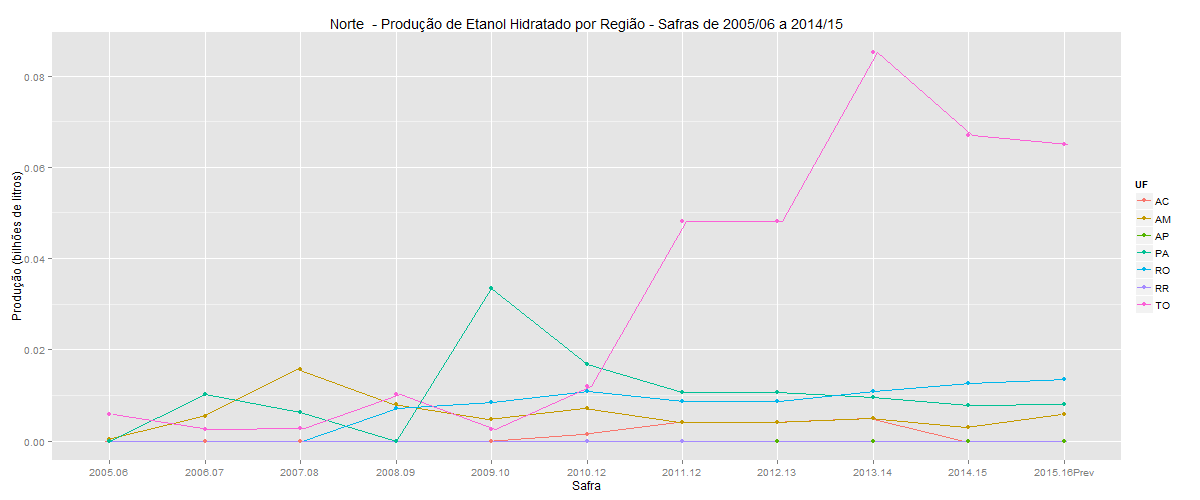 Norte - Produção de Etanol Hidratado por Região - Safras de 2005/06 a 2014/15
Produção (bilhões de litros)
0.08
0.06
0.04
0.02
0.00
2005.06 2006.07 2007.08 2008.09 2009.10 2010.12 2011.12 2012.13 2013.14 2014.15 2015.16Prev
Safra
UF
AC
AM
AP
PA
RO
RR
TO